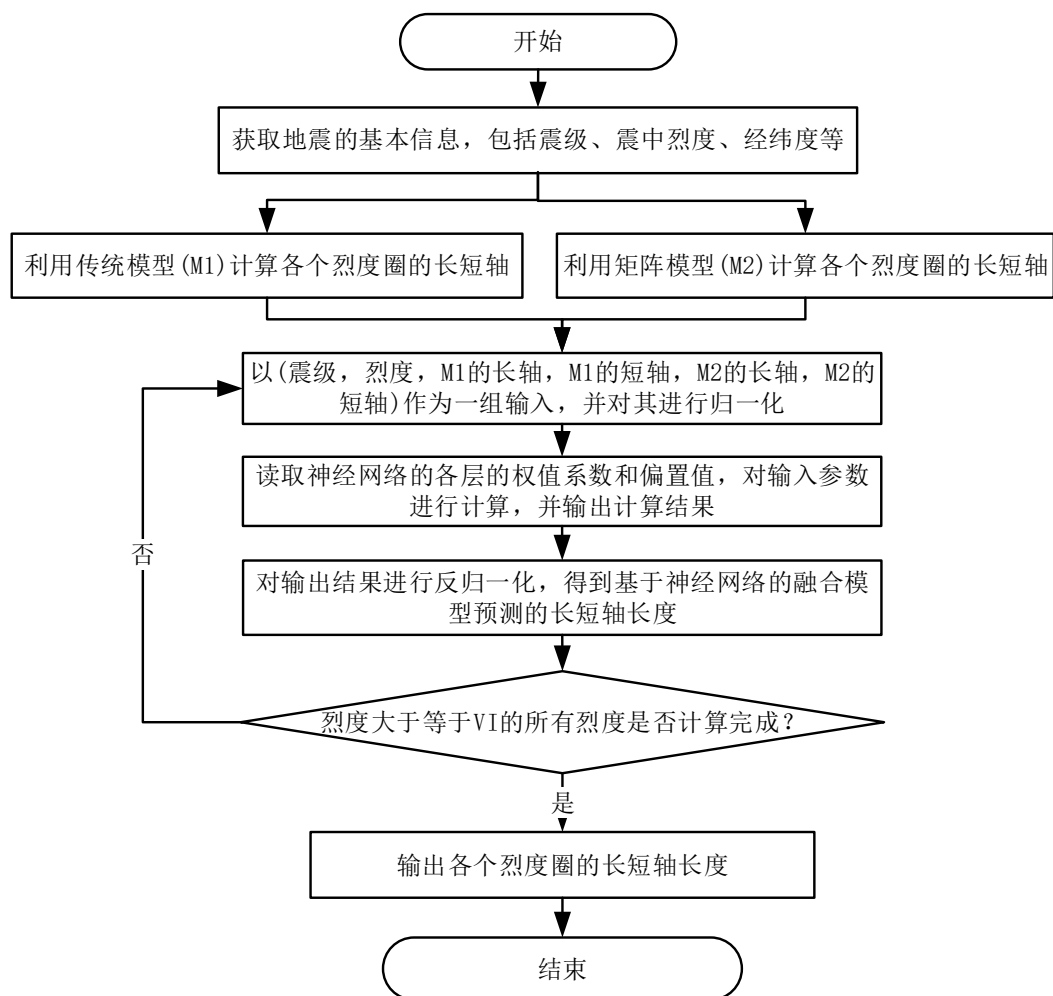 开始
获取地震的基本信息，包括震级、震中烈度、经纬度等
利用传统模型(M1)计算各个烈度圈的长短轴
利用矩阵模型(M2)计算各个烈度圈的长短轴
以(震级，烈度，M1的长轴，M1的短轴，M2的长轴，M2的
短轴)作为一组输入，并对其进行归一化
读取神经网络的各层的权值系数和偏置值，对输入参数
进行计算，并输出计算结果
否
对输出结果进行反归一化，得到基于神经网络的融合模
型预测的长短轴长度
烈度大于等于VI的所有烈度是否计算完成？
是
输出各个烈度圈的长短轴长度
结束